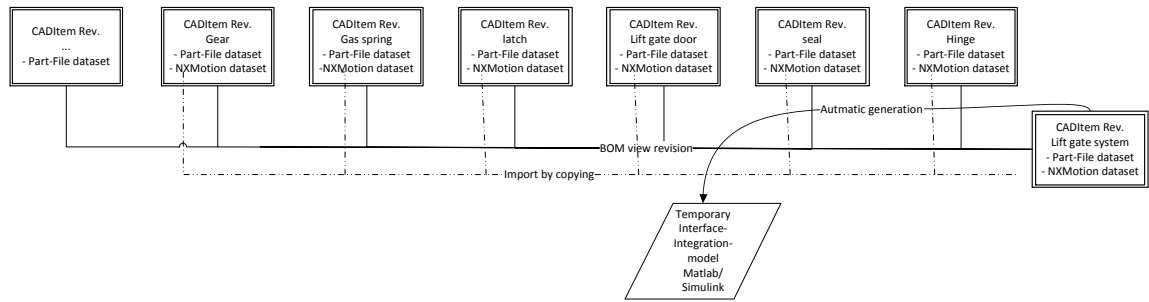 CADItem Rev.
...
- Part-File dataset
CADItem Rev.
Gear
- Part-File dataset
- NXMotion dataset
CADItem Rev.
Gas spring
- Part-File dataset
-NXMotion dataset
CADItem Rev.
latch
- Part-File dataset
- NXMotion dataset
CADItem Rev.
Lift gate door
- Part-File dataset
- NXMotion dataset
CADItem Rev.
seal
- Part-File dataset
- NXMotion dataset
CADItem Rev.
Hinge
- Part-File dataset
- NXMotion dataset
Autmatic generation
CADItem Rev.
Lift gate system
- Part-File dataset
- NXMotion dataset
BOM view revision
Import by copying
Temporary
Interface-
Integration-
model
Matlab/
Simulink